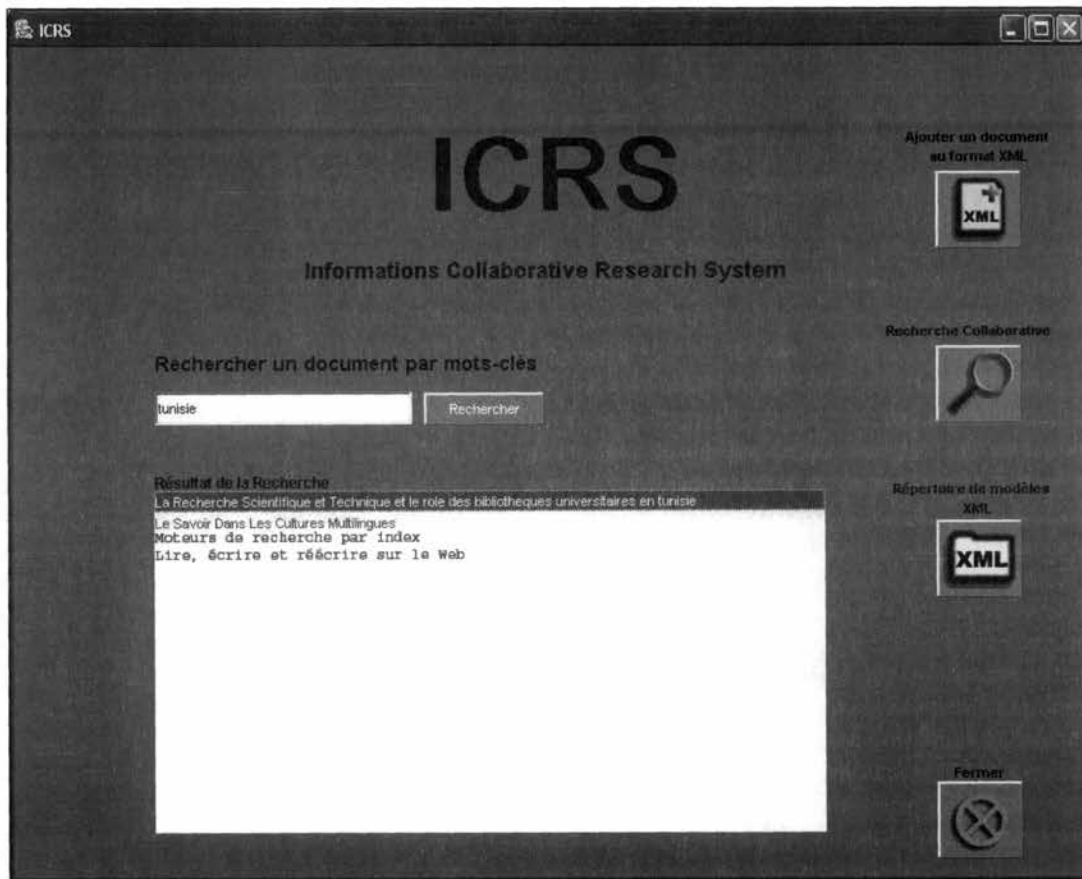 ICRS
ICRS
Informations Collaborative Research System
Ajouter un document
au format XML
XML
Recherche Collaborative
Rechercher un document par mots-clés
tunisie
Rechercher
Résultat de la Recherche
La Recherche Scientifique et Technique et le role des bibliotheques universitaires en tunisie
Le Savoir Dans Les Cultures Multilingues
Moteurs de recherche par index
Lire, écrire et réécrire sur le Web
Répertoire de modèles
XML
XML
Fermer